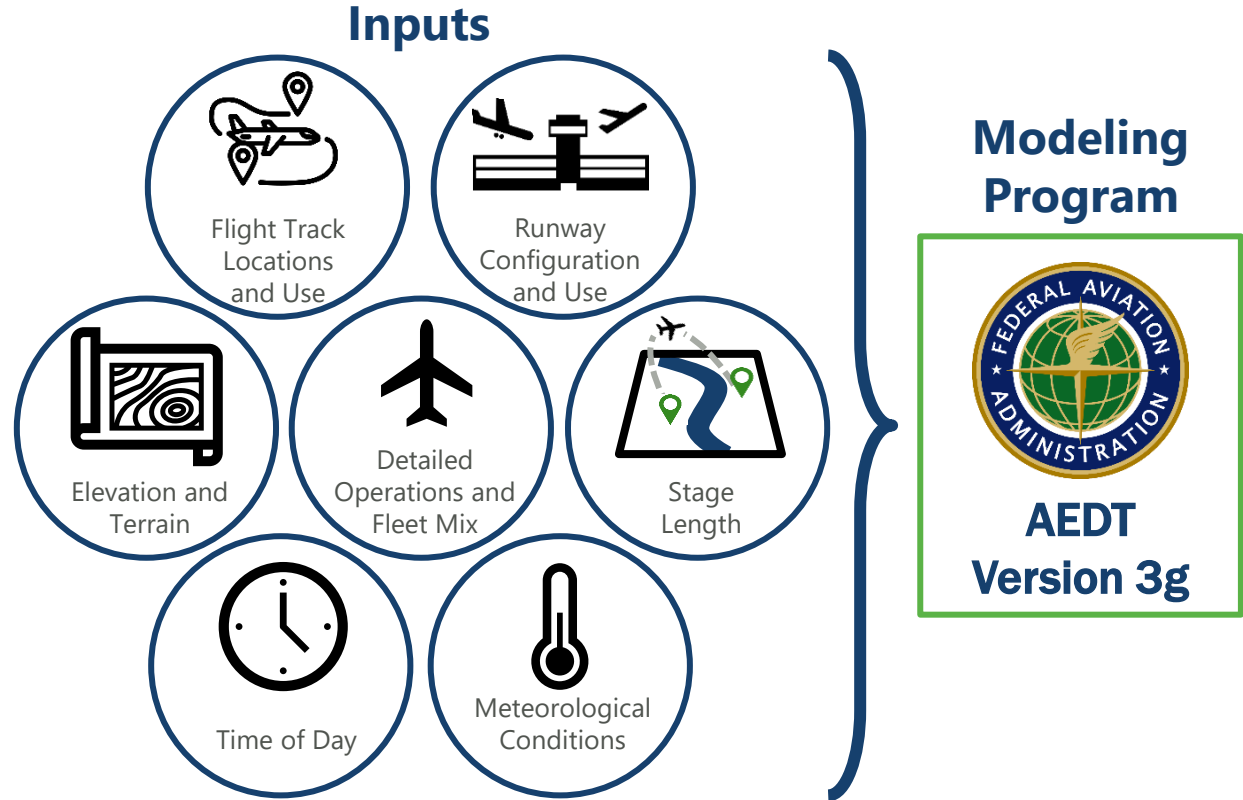 Inputs
Flight Track
Locations
and Use
Runway
Configuration
and Use
Elevation and
Terrain
Detailed
Operations and
Fleet Mix
Stage
Length
Time of Day
Meteorological
Conditions
Modeling
Program
FEDERAL AVIATION
ADMINISTRATION
AEDT
Version 3g